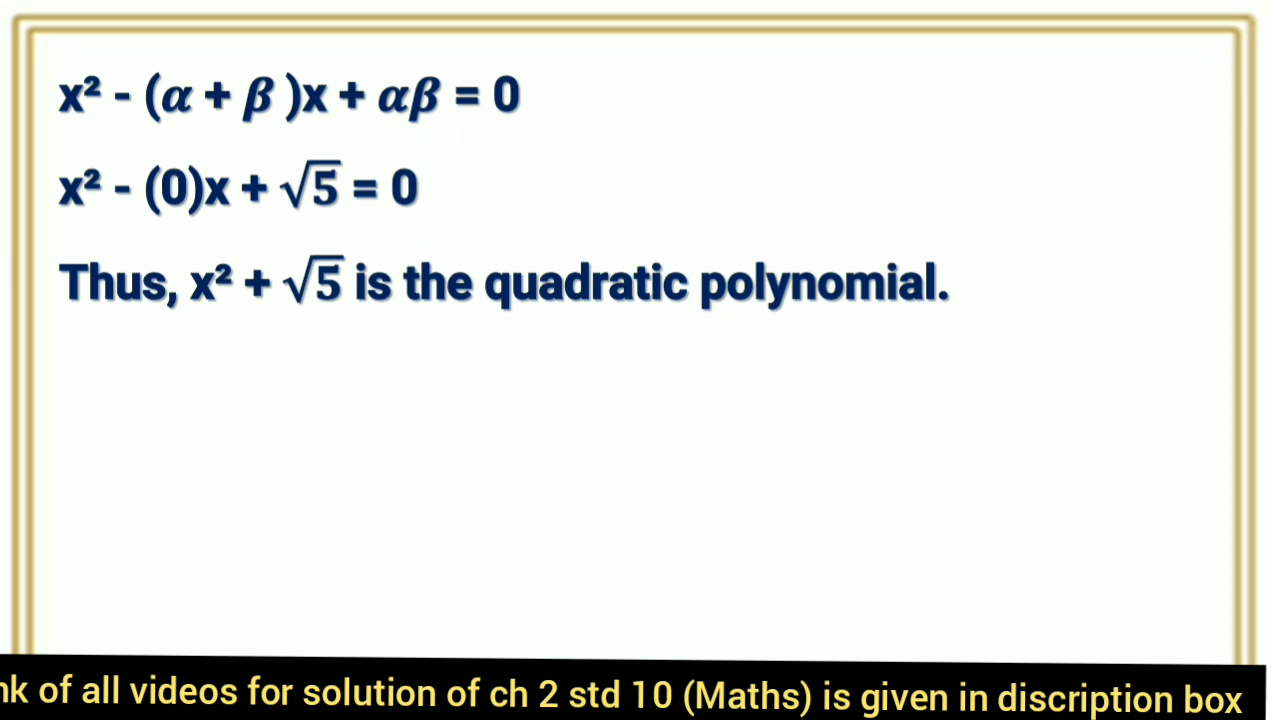 x² - (α + β )x + αβ = 0
x² - (0)x + √5 = 0
Thus, x² + √5 is the quadratic polynomial.
of all videos for solution of ch 2 std 10 (Maths) is given in discription box